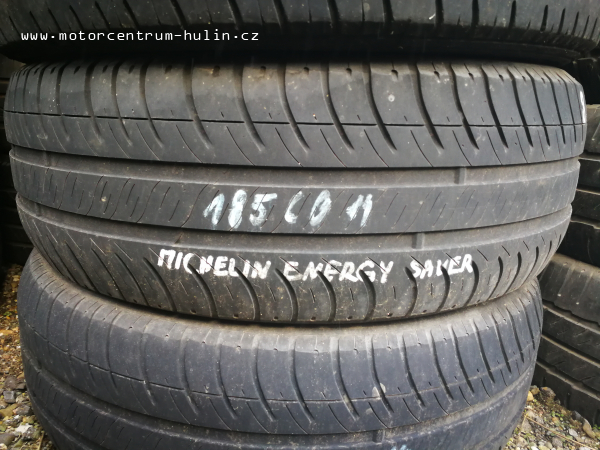 www.motorcentrum-hulin.cz
185 60 14
MICHELIN ENERGY SAVER